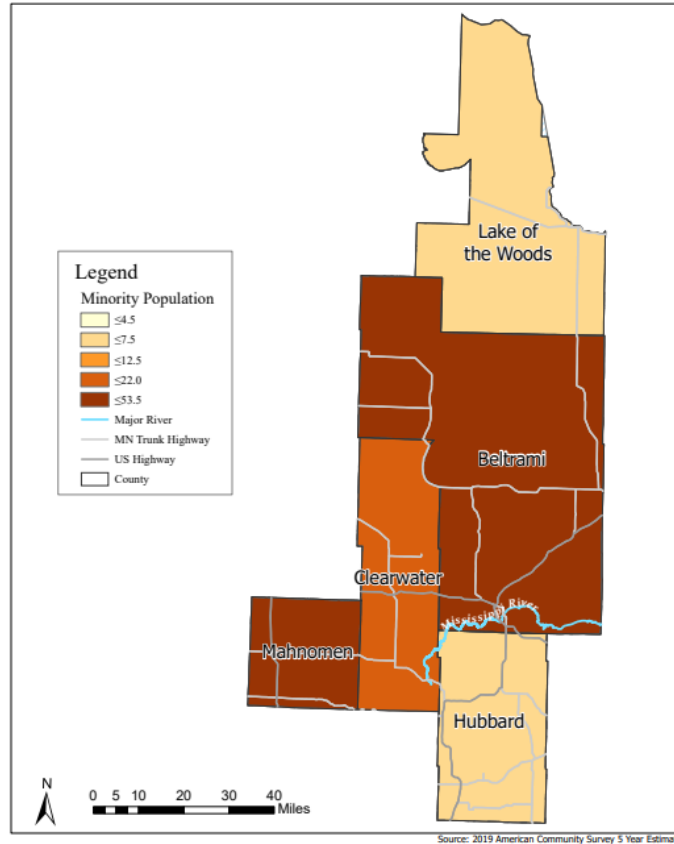 Lake of
the Woods
Legend
Minority Population
≤4.5
≤7.5
≤12.5
≤22.0
≤53.5
Major River
MN Trunk Highway
US Highway
County
Beltrami
Clearwater
Mississippi River
Mahnomen
Hubbard
N
0 5 10 20 30 40
Miles
Source: 2019 American Community Survey 5 Year Estima